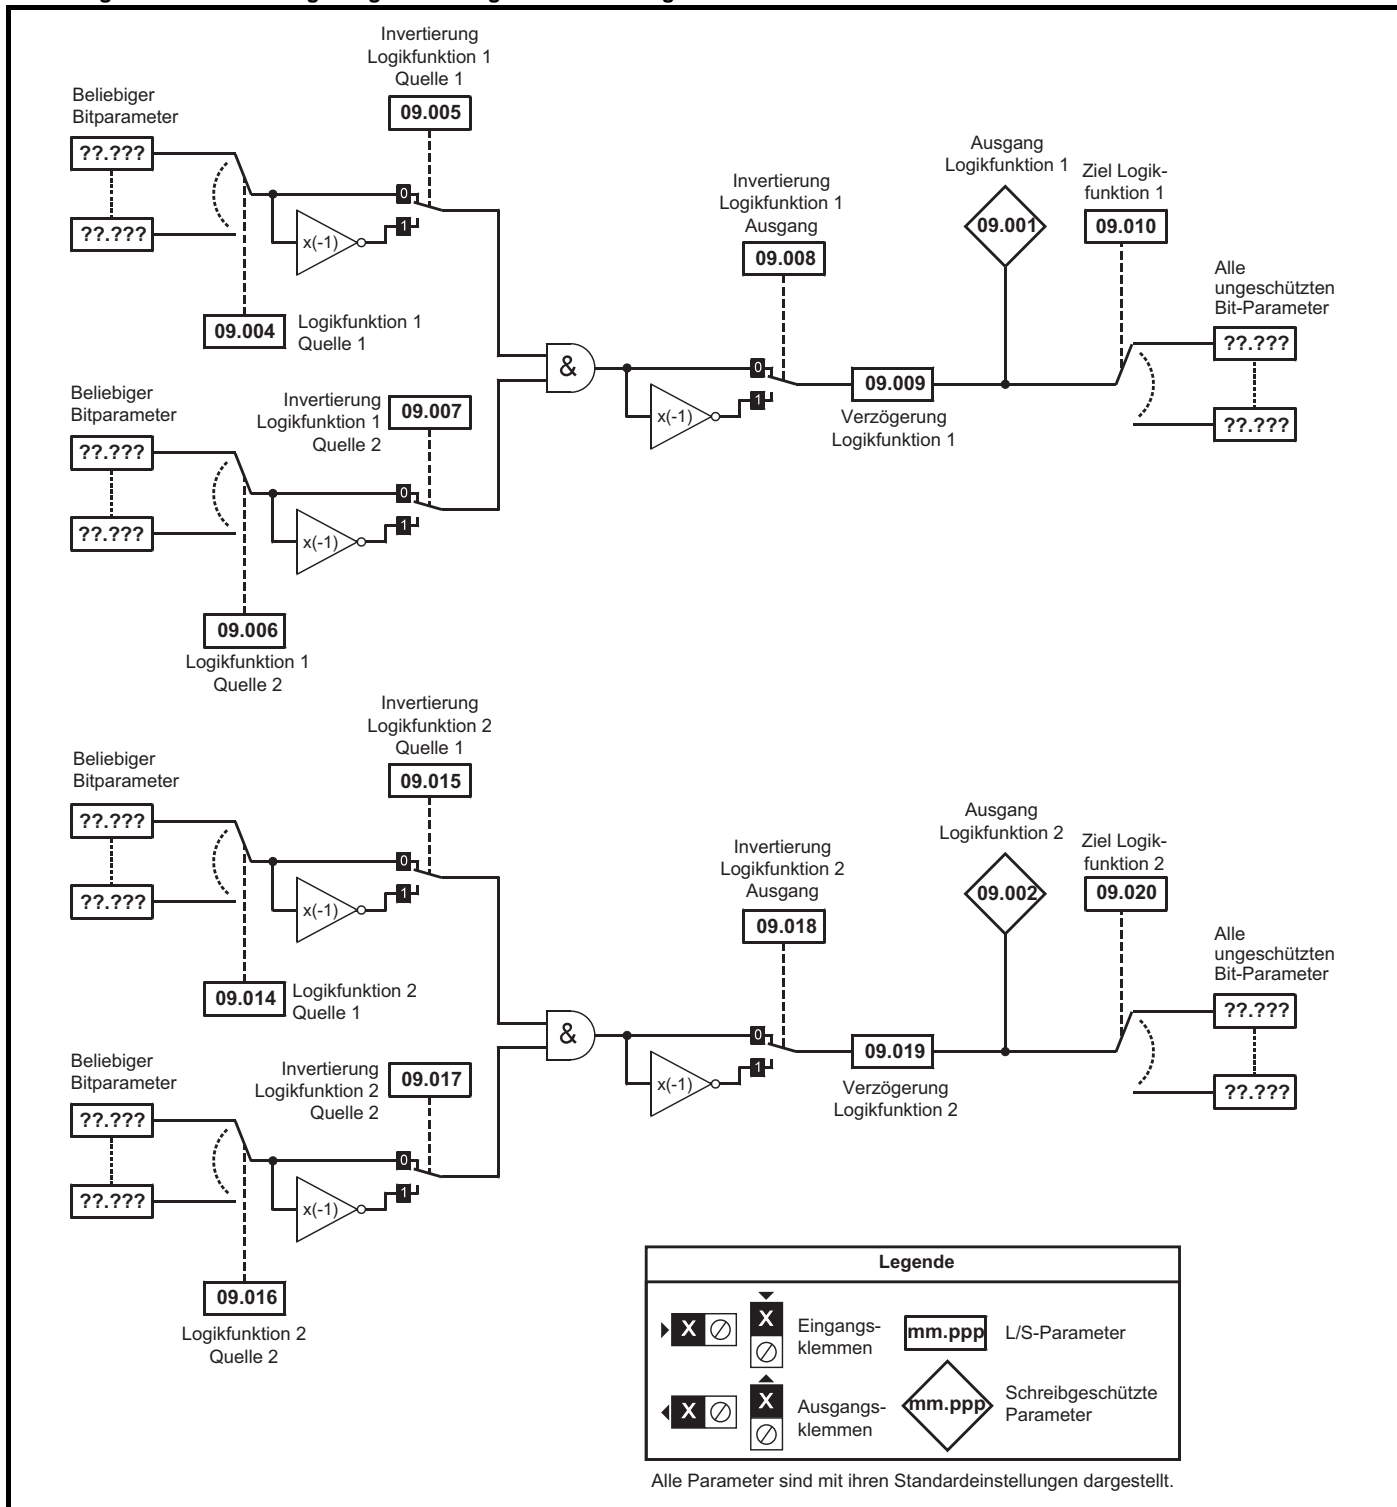 Invertierung
Logikfunktion 1
Quelle 1
09.005
Beliebiger
Bitparameter
??.???
??.???
0
1
x(-1)
09.004
Logikfunktion 1
Quelle 1
Beliebiger
Bitparameter
??.???
??.???
Invertierung
Logikfunktion 1
Quelle 2
09.007
0
1
x(-1)
09.006
Logikfunktion 1
Quelle 2
&
Invertierung
Logikfunktion 1
Ausgang
09.008
0
1
x(-1)
09.009
Verzögerung
Logikfunktion 1
Ausgang
Logikfunktion 1
09.001
Ziel Logik-
funktion 1
09.010
Alle
ungeschützten
Bit-Parameter
??.???
??.???
Invertierung
Logikfunktion 2
Quelle 1
09.015
Beliebiger
Bitparameter
??.???
??.???
0
1
x(-1)
09.014
Logikfunktion 2
Quelle 1
Beliebiger
Bitparameter
??.???
??.???
Invertierung
Logikfunktion 2
Quelle 2
09.017
0
1
x(-1)
09.016
Logikfunktion 2
Quelle 2
&
Invertierung
Logikfunktion 2
Ausgang
09.018
0
1
x(-1)
09.019
Verzögerung
Logikfunktion 2
Ausgang
Logikfunktion 2
09.002
Ziel Logik-
funktion 2
09.020
Alle
ungeschützten
Bit-Parameter
??.???
??.???
Legende
X
X
Eingangs-
klemmen
mm.ppp
L/S-Parameter
X
X
Ausgangs-
klemmen
mm.ppp
Schreibgeschützte
Parameter
Alle Parameter sind mit ihren Standardeinstellungen dargestellt.